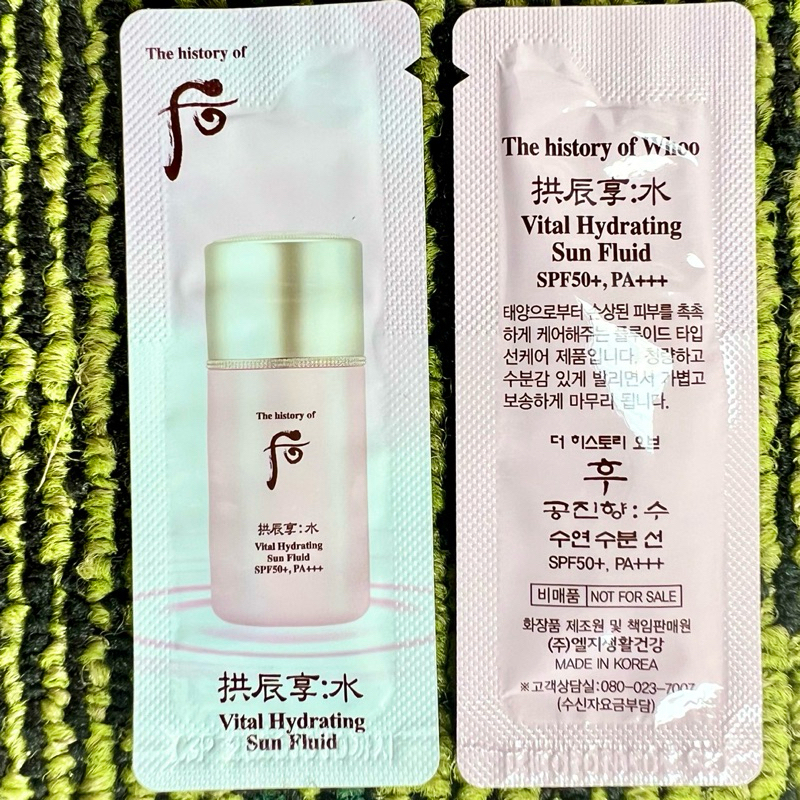 The history of
后
The history of
后
拱辰享:水
Vital Hydrating
Sun Fluid
SPF50+, PA+++
拱辰享:水
Vital Hydrating
Sun Fluid
The history of Whoo
拱辰享:水
Vital Hydrating
Sun Fluid
SPF50+, PA+++
태양으로부터 손상된 피부를 촉촉
하게 케어해주는 플루이드 타입
선케어 제품입니다. 청량하고
수분감 있게 발리면서 가볍고
보송하게 마무리 됩니다.
더 히스토리 오브
후
공진향:수
수연 수분 선
SPF50+, PA+++
비매품 NOT FOR SALE
화장품 제조원 및 책임판매원
(주)엘지생활건강
MADE IN KOREA
※고객상담실:080-023-7007
(수신자요금부담)